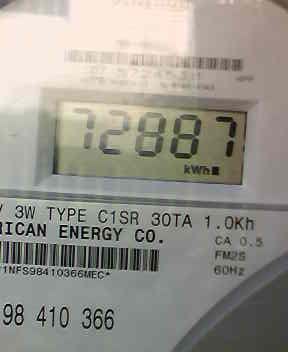 72887
kWh
V 3W TYPE C1SR 30TA 1.0Kh
RICAN ENERGY CO.
CA 0.5
FM2S
60Hz
1NFS98410366MEC*
98 410 366